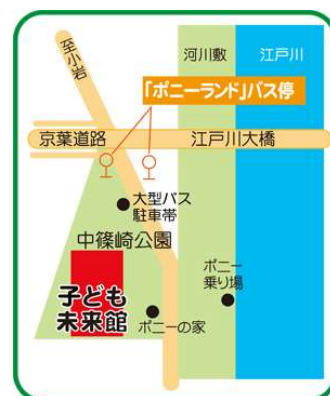 至小岩
河川敷
江戸川
「ポニーランド」バス停
京葉道路
江戸川大橋
大型バス
駐車帯
中篠崎公園
ポニー
乗り場
子ども
未来館
ポニーの家